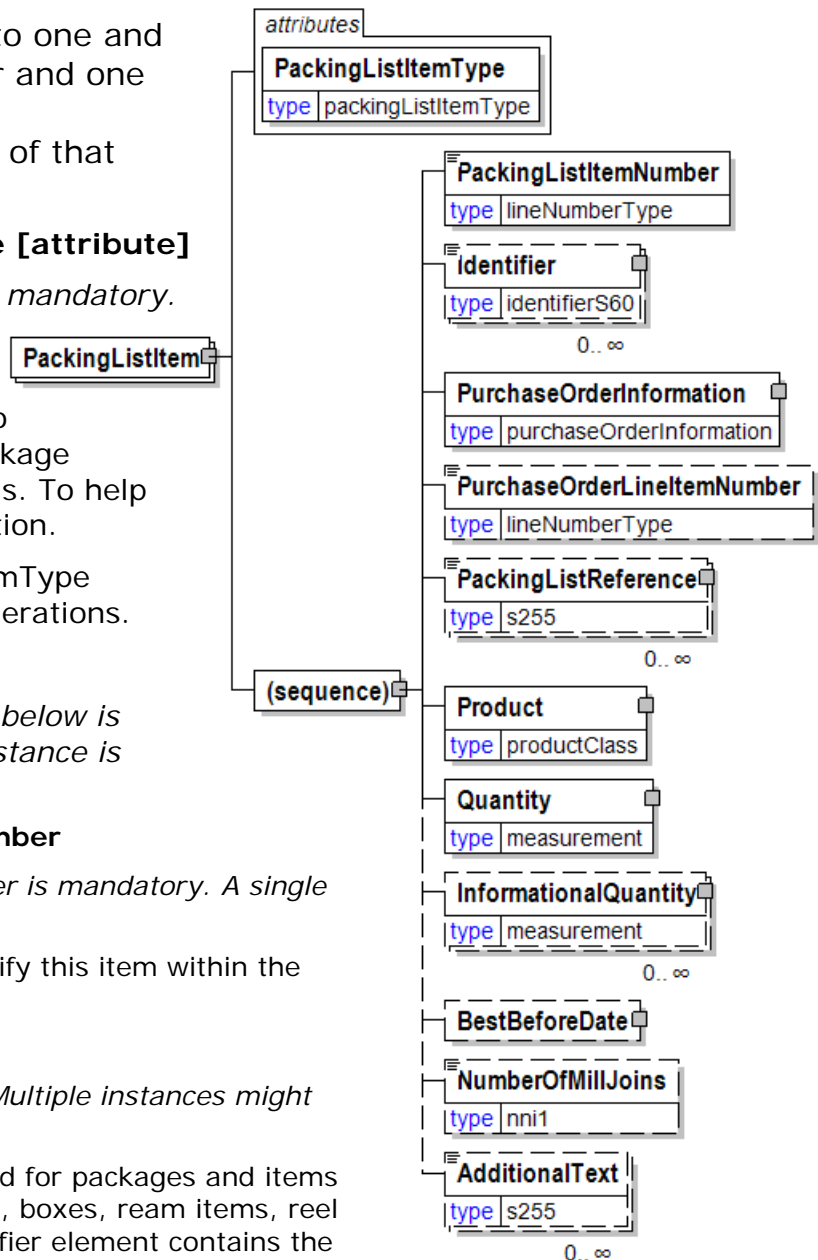 to one and
r and one
of that
e [attribute]
mandatory.
kage
s. To help
tion.
mType
erations.
below is
stance is
nber
er is mandatory. A single
ify this item within the
Multiple instances might
d for packages and items
, boxes, ream items, reel
fier element contains the
attributes
PackingListItemType
type packingListItemType
PackingListItem
(sequence)
PackingListItemNumber
type lineNumberType
Identifier
type identifierS60
0.. ∞
PurchaseOrderInformation
type purchaseOrderInformation
PurchaseOrderLineItemNumber
type lineNumberType
PackingListReference
type s255
0.. ∞
Product
type productClass
Quantity
type measurement
InformationalQuantity
type measurement
0.. ∞
BestBeforeDate
NumberOfMillJoins
type nni1
AdditionalText
type s255
0.. ∞